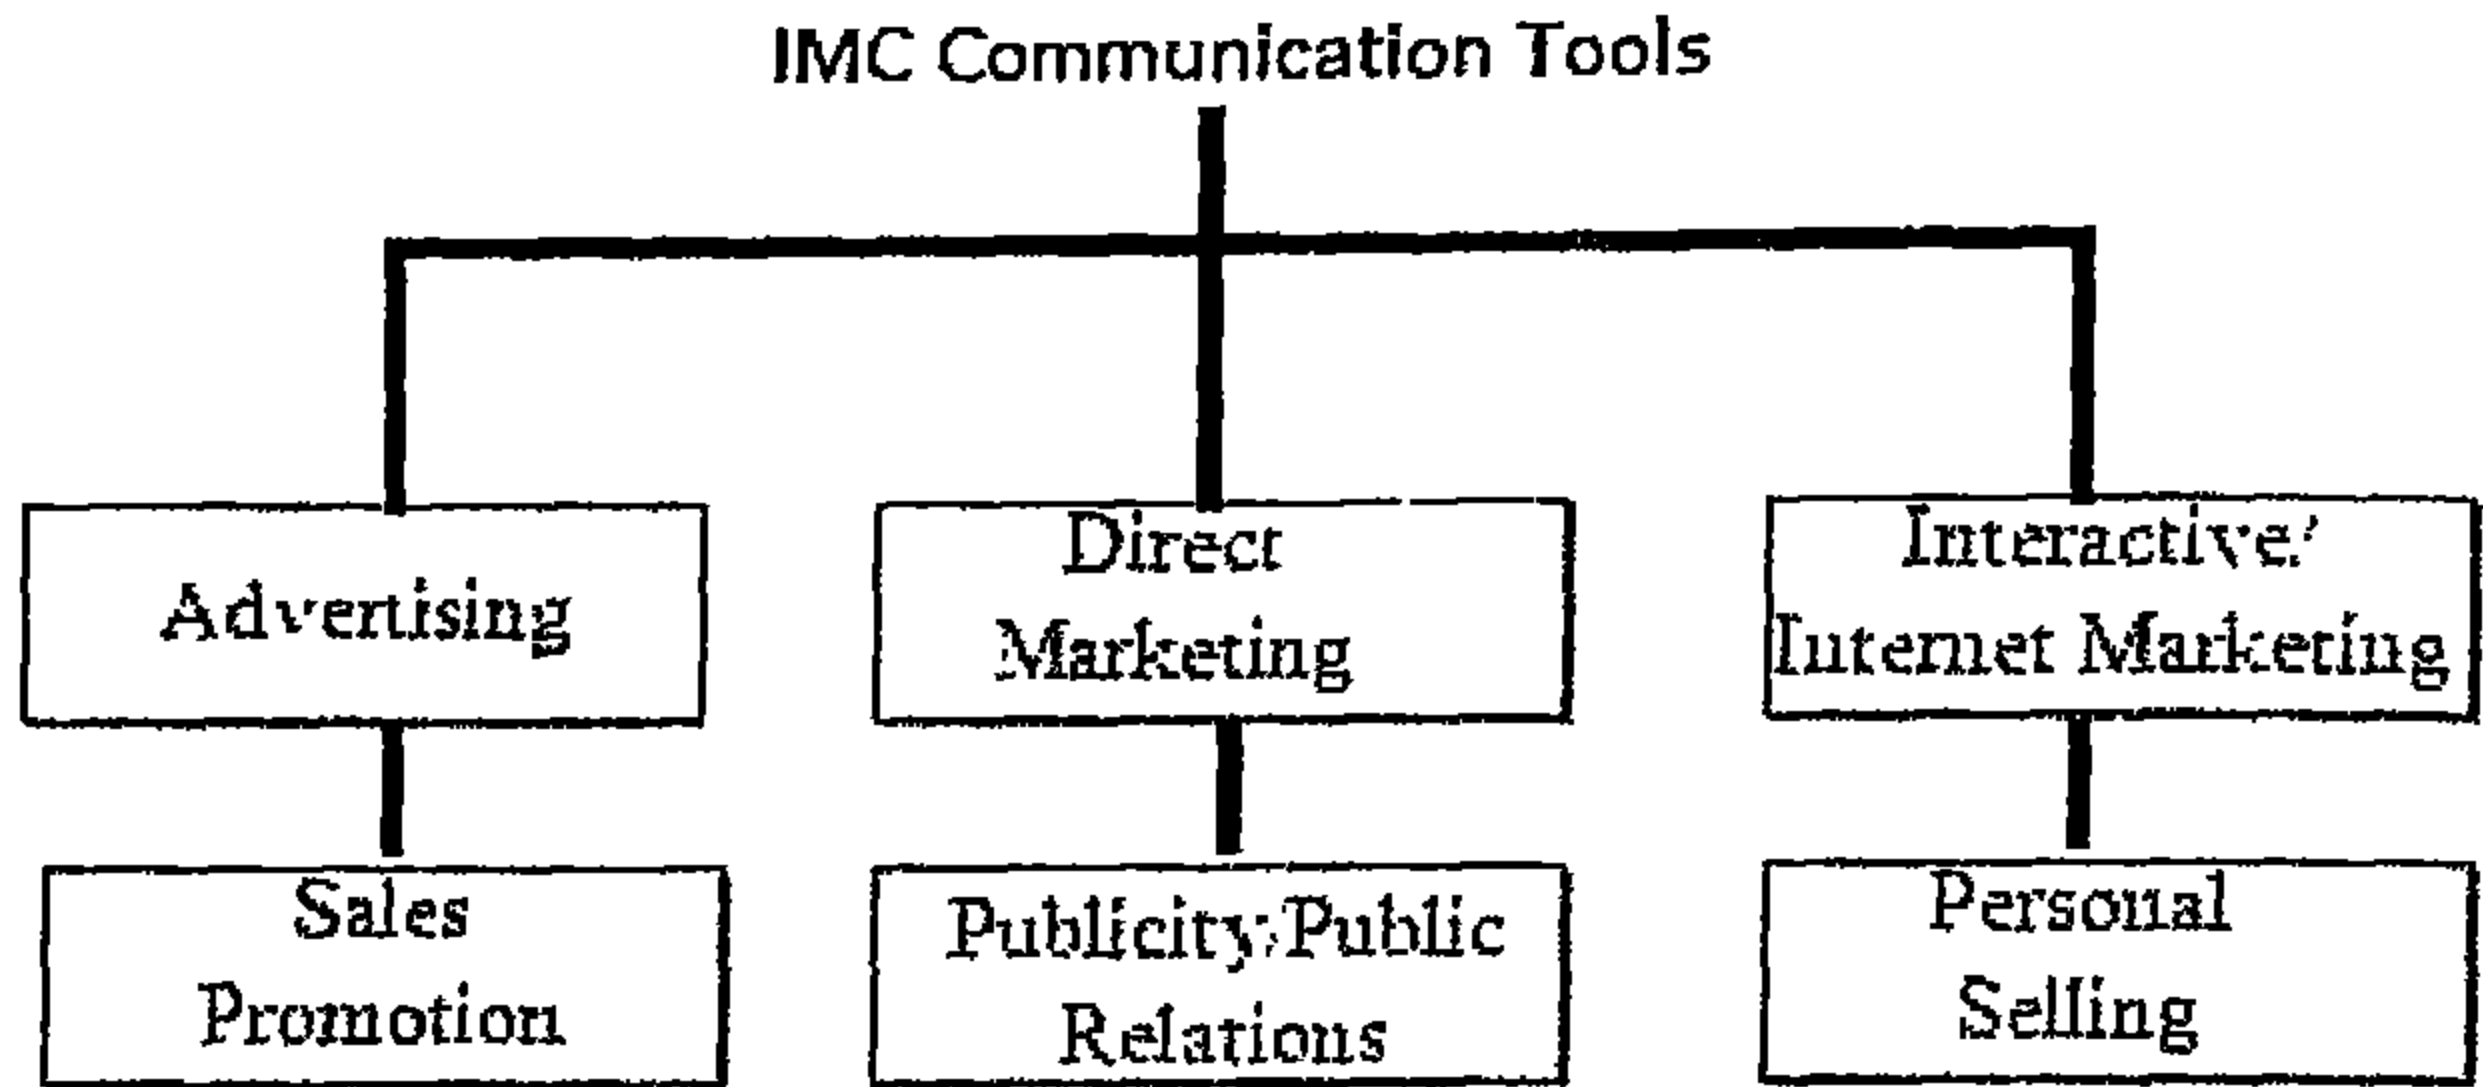 IMC Communication Tools
Advertising
Direct
Marketing
Interactive/
Internet Marketing
Sales
Promotion
Publicity/Public
Relations
Personal
Selling